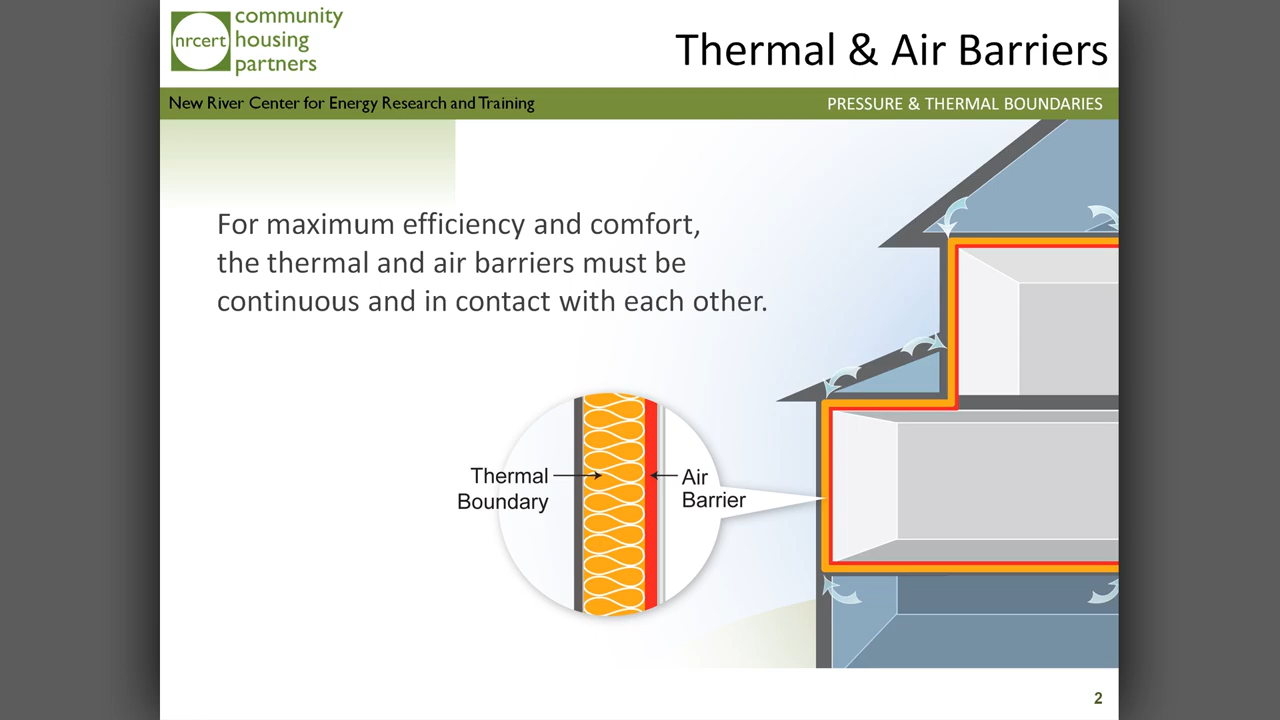 community
nrcert housing
partners
Thermal & Air Barriers
New River Center for Energy Research and Training
PRESSURE & THERMAL BOUNDARIES
For maximum efficiency and comfort,
the thermal and air barriers must be
continuous and in contact with each other.
Thermal
Boundary
Air
Barrier
2